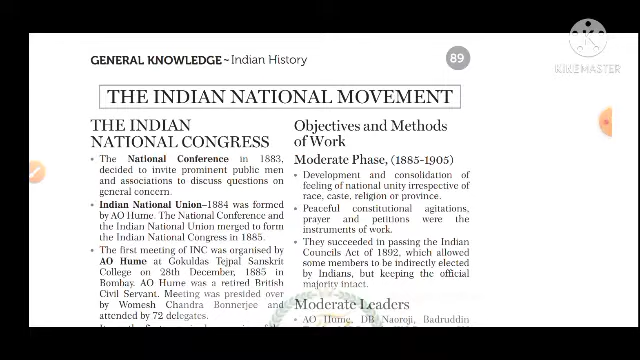 GENERAL KNOWLEDGE ~ Indian History
89
KINEMASTER
THE INDIAN NATIONAL MOVEMENT
THE INDIAN
NATIONAL CONGRESS
• The National Conference in 1883,
decided to invite prominent public men
and associations to discuss questions on
general concern.
• Indian National Union–1884 was formed
by AO Hume. The National Conference and
the Indian National Union merged to form
the Indian National Congress in 1885.
• The first meeting of INC was organised by
AO Hume at Gokuldas Tejpal Sanskrit
College on 28th December, 1885 in
Bombay. AO Hume was a retired British
Civil Servant. Meeting was presided over
by Womesh Chandra Bonnerjee and
attended by 72 delegates.
Objectives and Methods
of Work
Moderate Phase, (1885-1905)
• Development and consolidation of
feeling of national unity irrespective of
race, caste, religion or province.
• Peaceful constitutional agitations,
prayer and petitions were the
instruments of work.
• They succeeded in passing the Indian
Councils Act of 1892, which allowed
some members to be indirectly elected
by Indians, but keeping the official
majority intact.
Moderate Leaders
• AO Hume, DB Naoroji, Badruddin